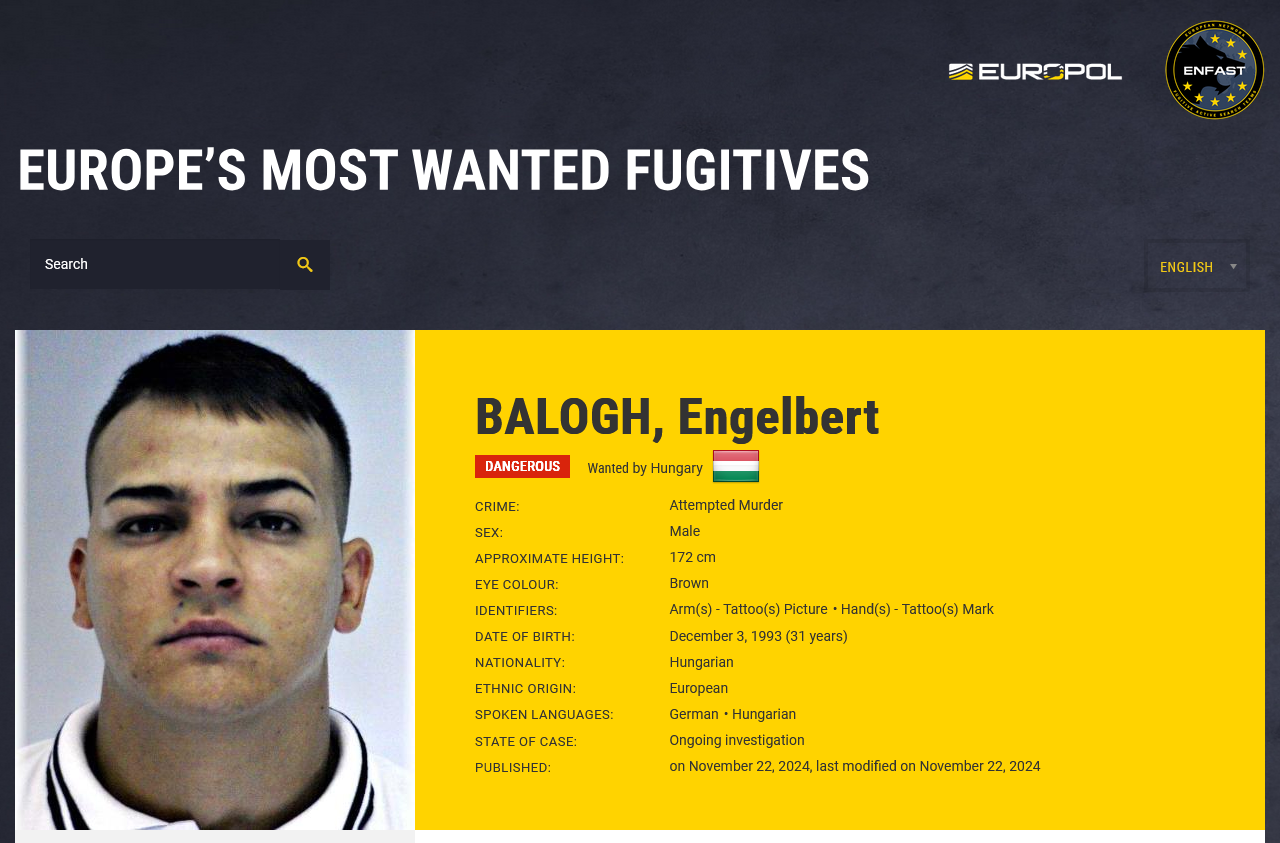 EUROPOL
EUROPEAN NETWORK
ENFAST
FUGITIVE ACTIVE SEARCH TEAMS
EUROPE’S MOST WANTED FUGITIVES
Search
ENGLISH
BALOGH, Engelbert
DANGEROUS Wanted by Hungary
CRIME: Attempted Murder
SEX: Male
APPROXIMATE HEIGHT: 172 cm
EYE COLOUR: Brown
IDENTIFIERS: Arm(s) - Tattoo(s) Picture • Hand(s) - Tattoo(s) Mark
DATE OF BIRTH: December 3, 1993 (31 years)
NATIONALITY: Hungarian
ETHNIC ORIGIN: European
SPOKEN LANGUAGES: German • Hungarian
STATE OF CASE: Ongoing investigation
PUBLISHED: on November 22, 2024, last modified on November 22, 2024